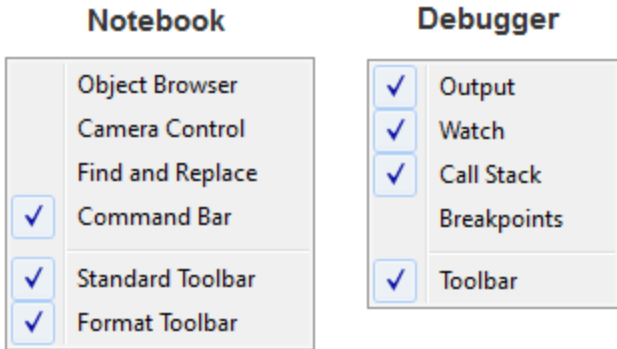 Notebook
Object Browser
Camera Control
Find and Replace
Command Bar
Standard Toolbar
Format Toolbar
Debugger
Output
Watch
Call Stack
Breakpoints
Toolbar